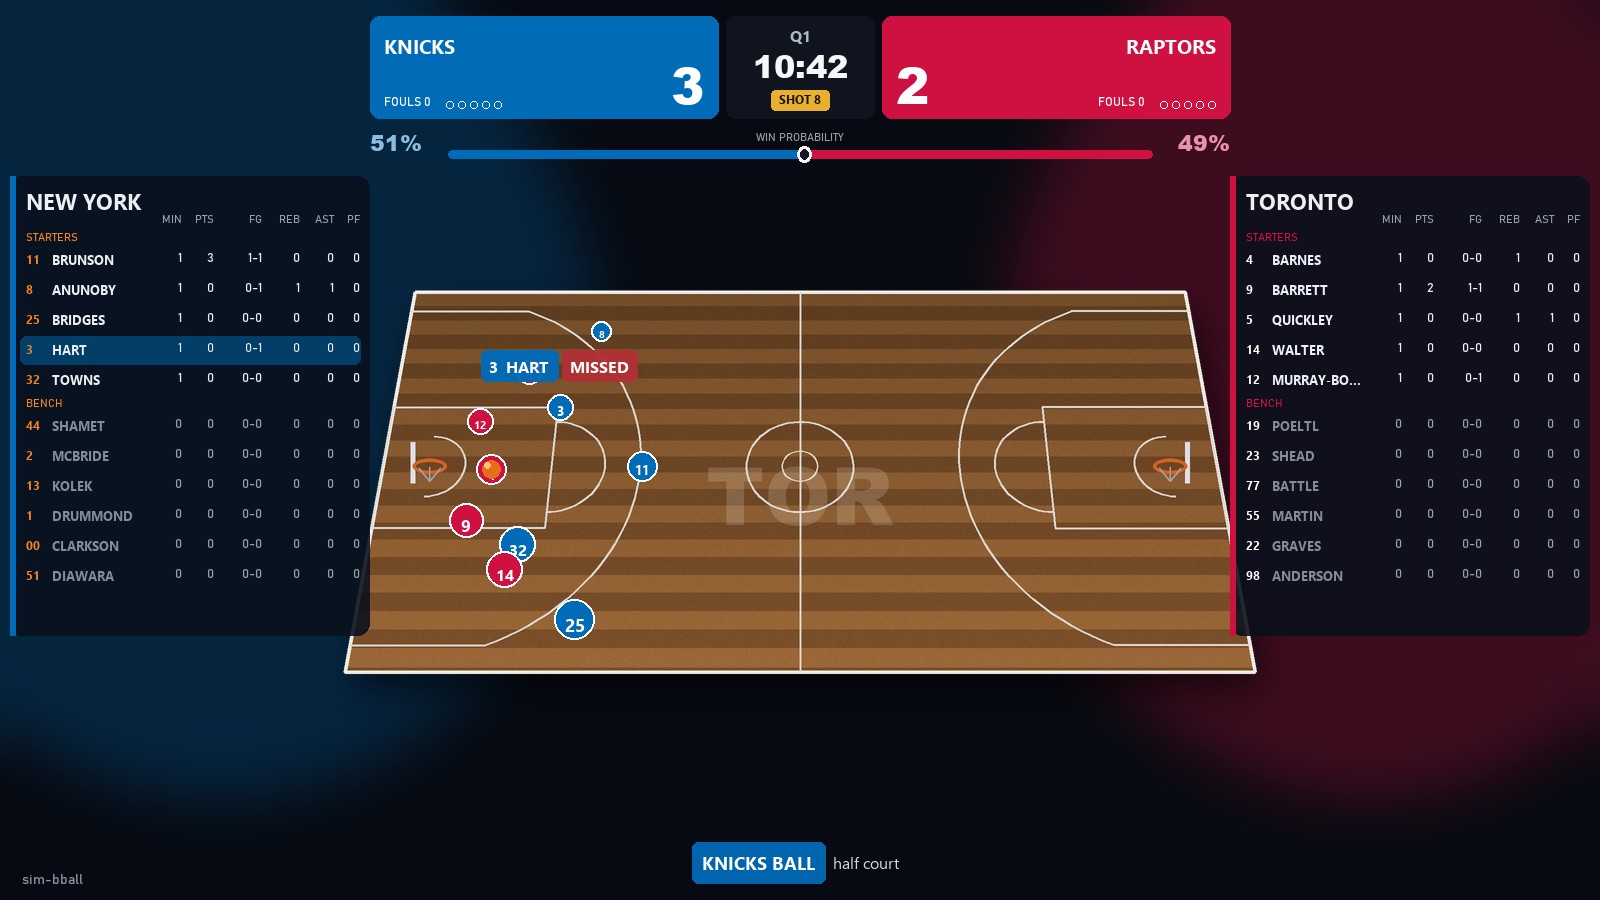 KNICKS
3
FOULS 0
Q1
10:42
SHOT 8
RAPTORS
2
FOULS 0
51%
WIN PROBABILITY
49%
NEW YORK
MIN PTS FG REB AST PF
STARTERS
11 BRUNSON 1 3 1-1 0 0 0
8 ANUNOBY 1 0 0-1 1 1 0
25 BRIDGES 1 0 0-0 0 0 0
3 HART 1 0 0-1 0 0 0
32 TOWNS 1 0 0-0 0 0 0
BENCH
44 SHAMET 0 0 0-0 0 0 0
2 MCBRIDE 0 0 0-0 0 0 0
13 KOLEK 0 0 0-0 0 0 0
1 DRUMMOND 0 0 0-0 0 0 0
00 CLARKSON 0 0 0-0 0 0 0
51 DIAWARA 0 0 0-0 0 0 0
8
3 HART MISSED
3
12
11
TOR
9
32
14
25
TORONTO
MIN PTS FG REB AST PF
STARTERS
4 BARNES 1 0 0-0 1 0 0
9 BARRETT 1 2 1-1 0 0 0
5 QUICKLEY 1 0 0-0 1 1 0
14 WALTER 1 0 0-0 0 0 0
12 MURRAY-BO... 1 0 0-1 0 0 0
BENCH
19 POELTL 0 0 0-0 0 0 0
23 SHEAD 0 0 0-0 0 0 0
77 BATTLE 0 0 0-0 0 0 0
55 MARTIN 0 0 0-0 0 0 0
22 GRAVES 0 0 0-0 0 0 0
98 ANDERSON 0 0 0-0 0 0 0
KNICKS BALL half court
sim-bball